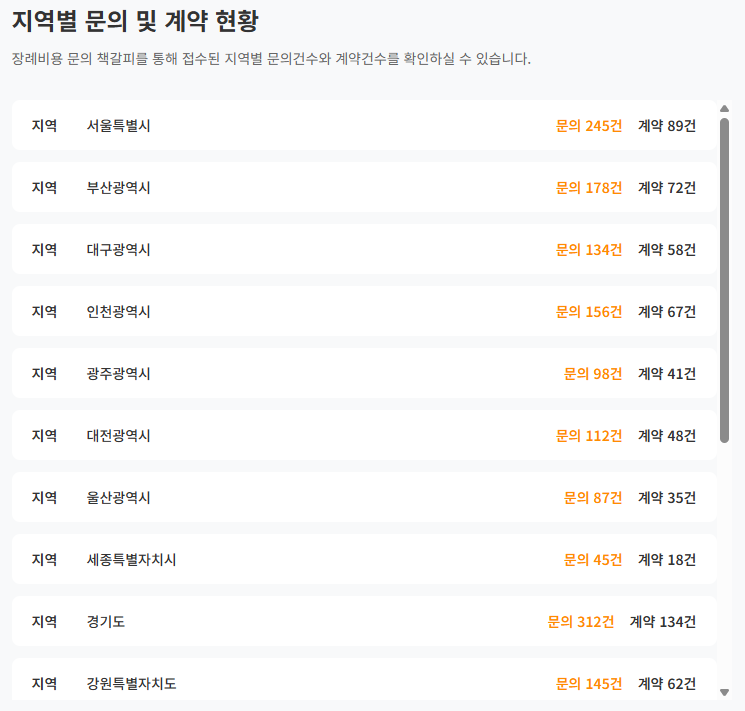 지역별 문의 및 계약 현황
장례비용 문의 책갈피를 통해 접수된 지역별 문의건수와 계약건수를 확인하실 수 있습니다.
지역 서울특별시 문의 245건 계약 89건
지역 부산광역시 문의 178건 계약 72건
지역 대구광역시 문의 134건 계약 58건
지역 인천광역시 문의 156건 계약 67건
지역 광주광역시 문의 98건 계약 41건
지역 대전광역시 문의 112건 계약 48건
지역 울산광역시 문의 87건 계약 35건
지역 세종특별자치시 문의 45건 계약 18건
지역 경기도 문의 312건 계약 134건
지역 강원특별자치도 문의 145건 계약 62건